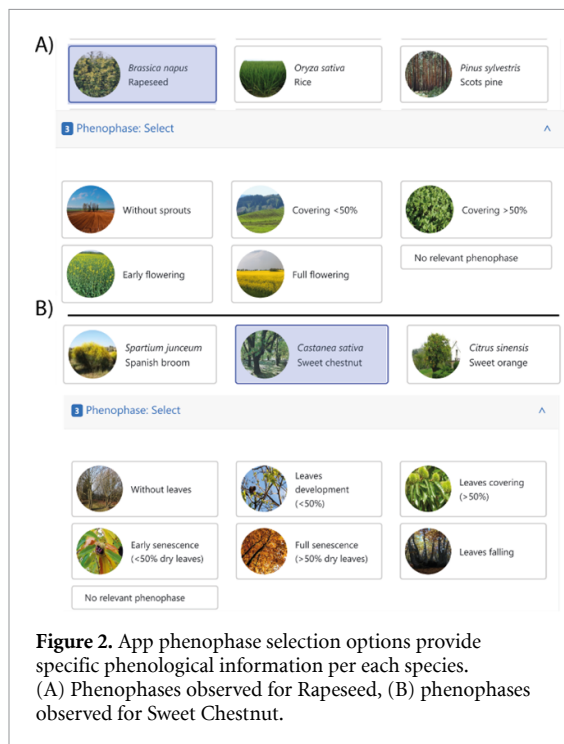 A)
Brassica napus
Rapeseed
Oryza sativa
Rice
Pinus sylvestris
Scots pine
3 Phenophase: Select
Without sprouts
Covering <50%
Covering >50%
Early flowering
Full flowering
No relevant phenophase
B)
Spartium junceum
Spanish broom
Castanea sativa
Sweet chestnut
Citrus sinensis
Sweet orange
3 Phenophase: Select
Without leaves
Leaves
development
(<50%)
Leaves covering
(>50%)
Early senescence
(<50% dry leaves)
Full senescence
(>50% dry leaves)
Leaves falling
No relevant phenophase
Figure 2. App phenophase selection options provide
specific phenological information per each species.
(A) Phenophases observed for Rapeseed, (B) phenophases
observed for Sweet Chestnut.